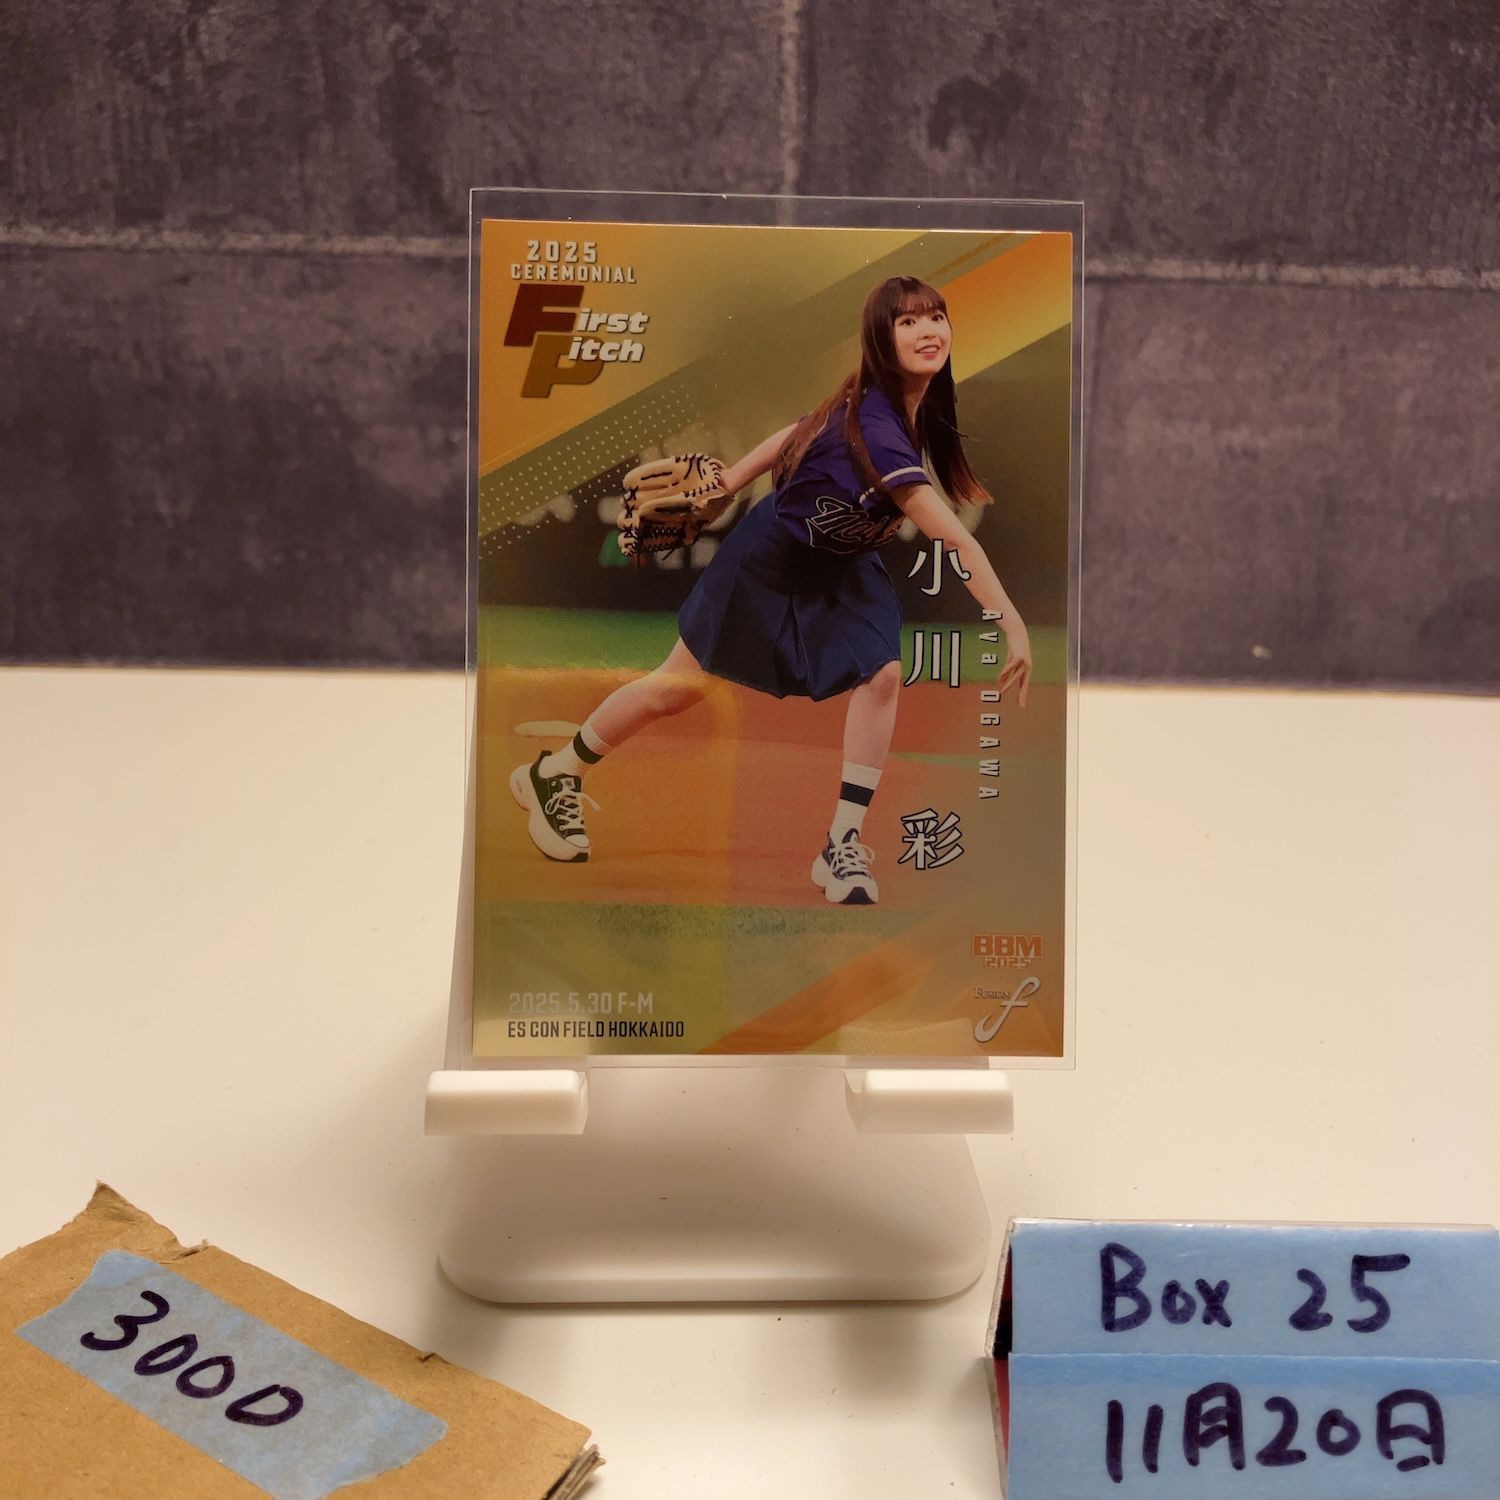 2025
CEREMONIAL
First
Pitch
小川 彩
Aya OGAWA
BBM
2025
FUSION
f
2025.5.30 F-M
ES CON FIELD HOKKAIDO
3000
Box 25
11月20日